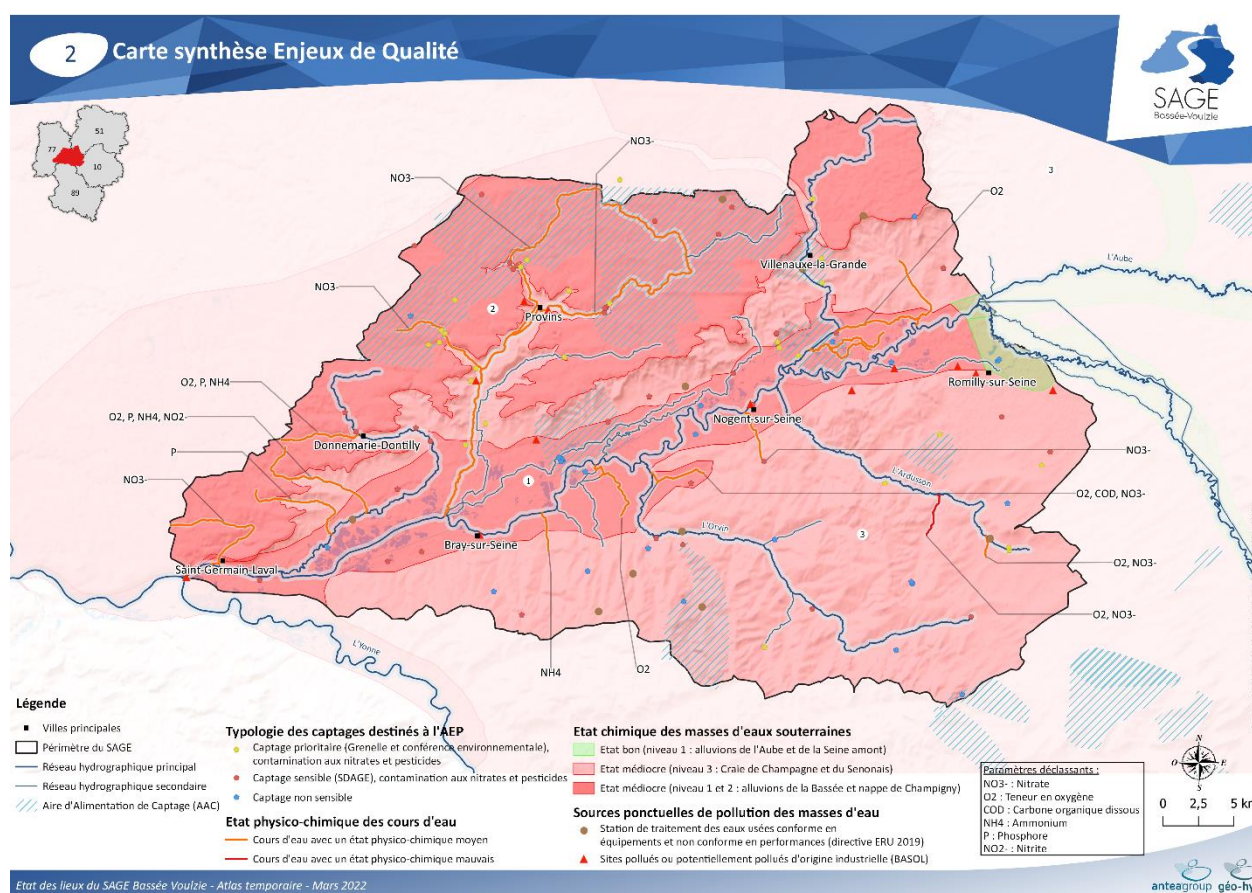 2
Carte synthèse Enjeux de Qualité
SAGE
Bassée-Voulzie
51
77
10
89
NO3-
NO3-
3
O2
L'Aube
Villenauxe-la-Grande
NO3-
2
Provins
O2, P, NH4
Romilly-sur-Seine
O2, P, NH4, NO2-
Nogent-sur-Seine
Donnemarie-Dontilly
NO3-
P
L'Ardusson
1
NO3-
O2, COD, NO3-
L'Orvin
3
Bray-sur-Seine
O2, NO3-
Saint-Germain-Laval
O2, NO3-
L'Yonne
NH4
O2
Légende
Villes principales
Périmètre du SAGE
Réseau hydrographique principal
Réseau hydrographique secondaire
Aire d'Alimentation de Captage (AAC)
Typologie des captages destinés à l'AEP
Captage prioritaire (Grenelle et conférence environnementale),
contamination aux nitrates et pesticides
Captage sensible (SDAGE), contamination aux nitrates et pesticides
Captage non sensible
Etat physico-chimique des cours d'eau
Cours d'eau avec un état physico-chimique moyen
Cours d'eau avec un état physico-chimique mauvais
Etat chimique des masses d'eaux souterraines
Etat bon (niveau 1 : alluvions de l'Aube et de la Seine amont)
Etat médiocre (niveau 3 : Craie de Champagne et du Senonais)
Etat médiocre (niveau 1 et 2 : alluvions de la Bassée et nappe de Champigny)
Sources ponctuelles de pollution des masses d'eau
Station de traitement des eaux usées conforme en
équipements et non conforme en performances (directive ERU 2019)
Sites pollués ou potentiellement pollués d'origine industrielle (BASOL)
Paramètres déclassants :
NO3- : Nitrate
O2 : Teneur en oxygène
COD : Carbone organique dissous
NH4 : Ammonium
P : Phosphore
NO2- : Nitrite
N
O
E
S
0 2,5 5 km
Etat des lieux du SAGE Bassée Voulzie - Atlas temporaire - Mars 2022
anteagroup géo-hy